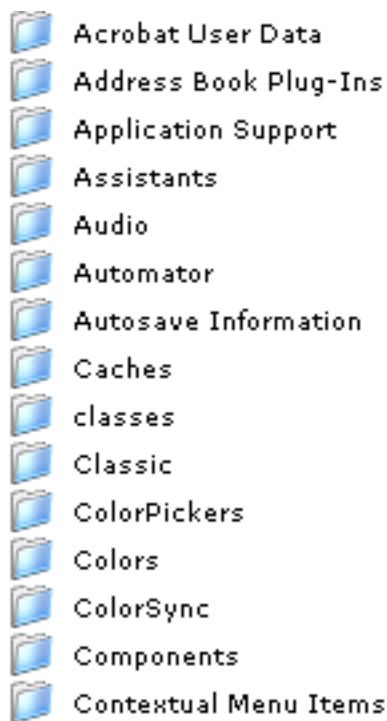 Acrobat User Data
Address Book Plug-Ins
Application Support
Assistants
Audio
Automator
Autosave Information
Caches
classes
Classic
ColorPickers
Colors
ColorSync
Components
Contextual Menu Items